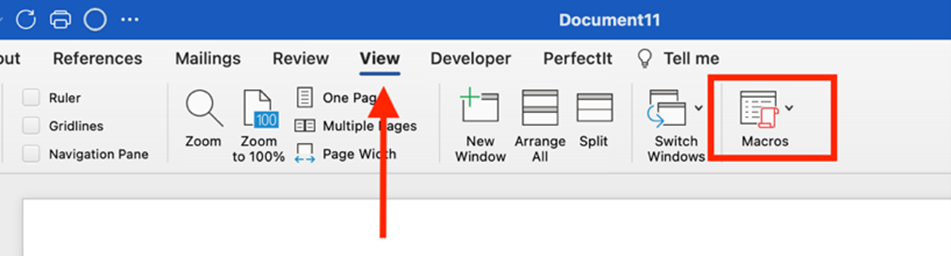 Document11
References Mailings Review View Developer PerfectIt Tell me
Ruler
Gridlines
Navigation Pane
Zoom
100
Zoom
to 100%
One Page
Multiple Pages
Page Width
New
Window
Arrange
All
Split
Switch
Windows
Macros